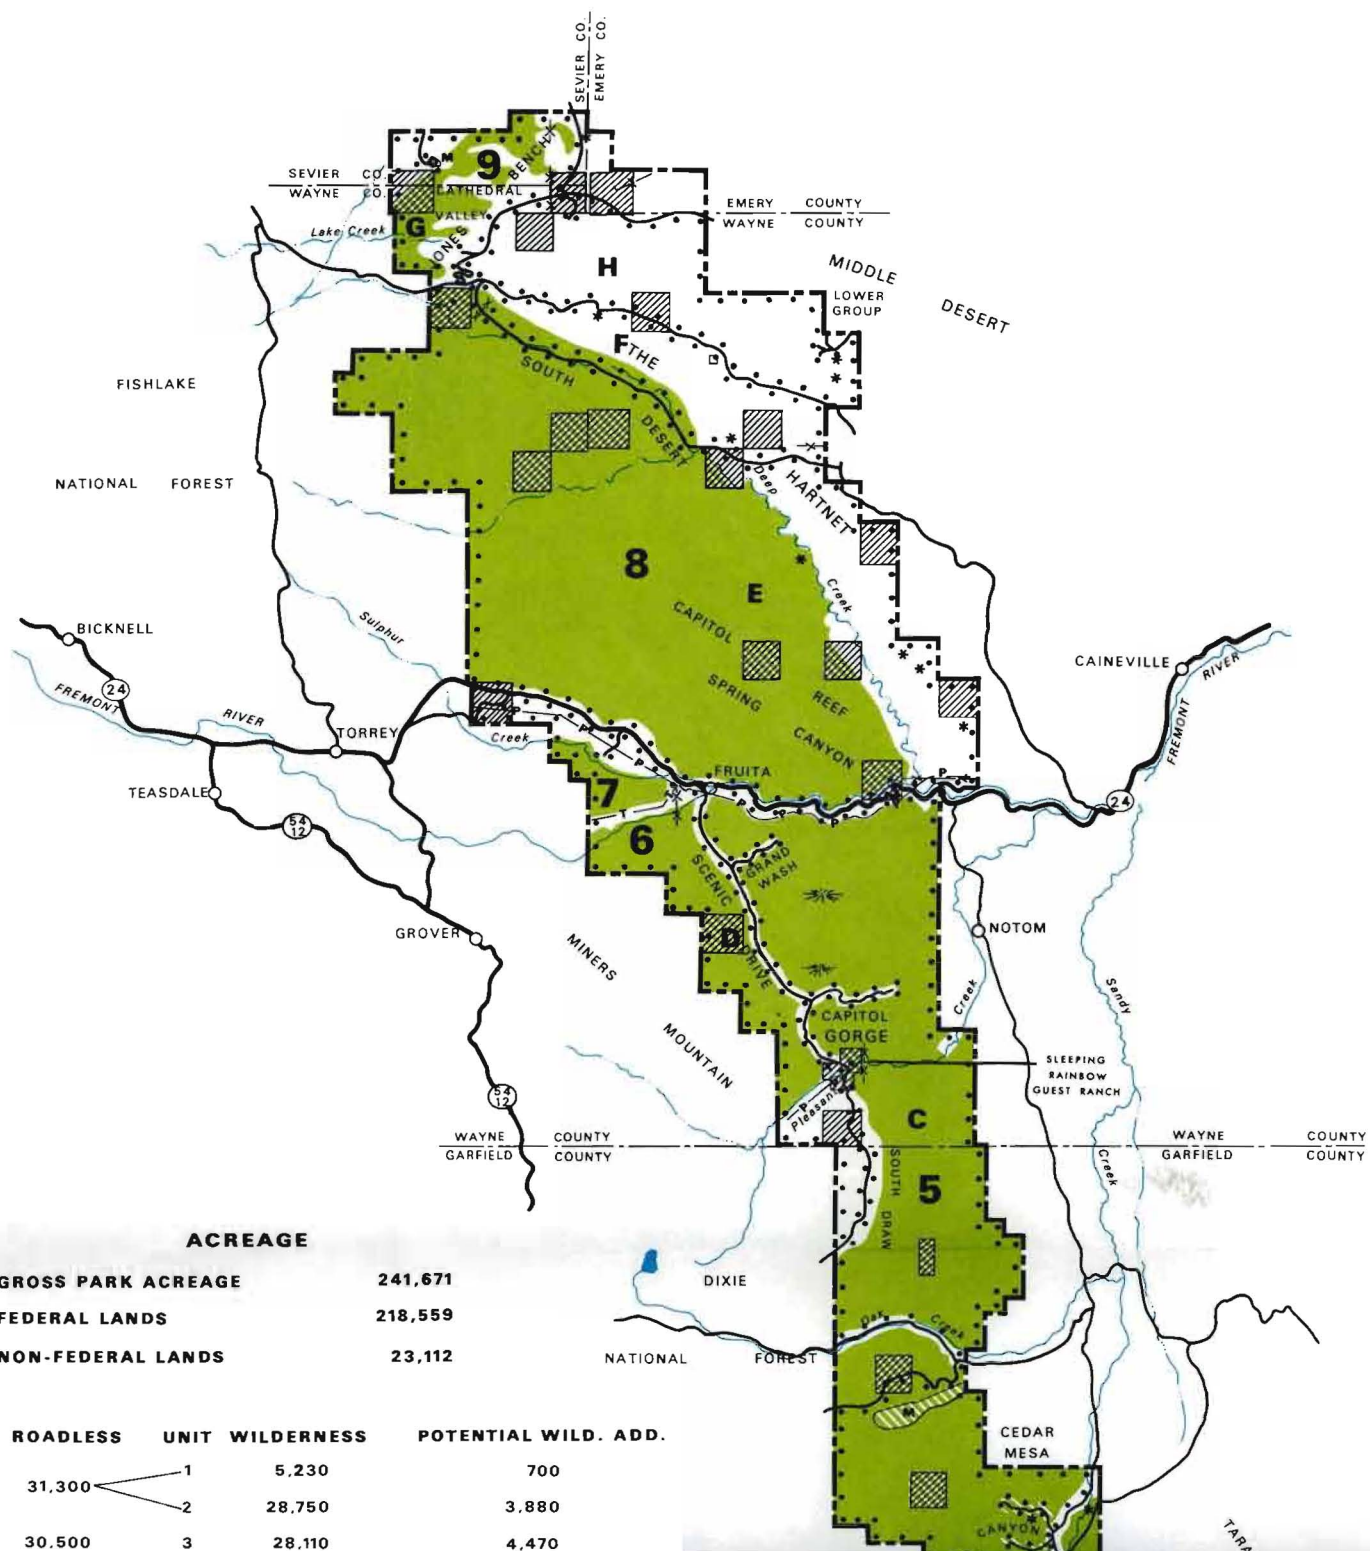 SEVIER CO.
EMERY CO.
SEVIER CO.
WAYNE CO.
9
M
BENCH
CATHEDRAL
VALLEY
G
JONES
Lake Creek
EMERY COUNTY
WAYNE COUNTY
H
MIDDLE
DESERT
LOWER
GROUP
F
THE
SOUTH
DESERT
FISHLAKE
NATIONAL FOREST
Deep
Creek
HARTNET
8
E
CAPITOL
REEF
SPRING
CANYON
BICKNELL
24
FREMONT
RIVER
Sulphur
Creek
TORREY
TEASDALE
54
12
GROVER
54
12
P
P
P
FRUITA
P
P
P
P
CAINEVILLE
RIVER
FREMONT
24
7
T
6
SCENIC
DRIVE
GRAND
WASH
D
NOTOM
Creek
Sandy
Creek
MINERS
MOUNTAIN
CAPITOL
GORGE
SLEEPING
RAINBOW
GUEST RANCH
P
Pleasant
C
WAYNE COUNTY
GARFIELD COUNTY
WAYNE COUNTY
GARFIELD COUNTY
SOUTH
DRAW
5
DIXIE
NATIONAL FOREST
Oak Creek
M
CEDAR
MESA
CANYON
TARA
ACREAGE
GROSS PARK ACREAGE 241,671
FEDERAL LANDS 218,559
NON-FEDERAL LANDS 23,112
ROADLESS UNIT WILDERNESS POTENTIAL WILD. ADD.
31,300
1 5,230 700
2 28,750 3,880
30,500 3 28,110 4,470